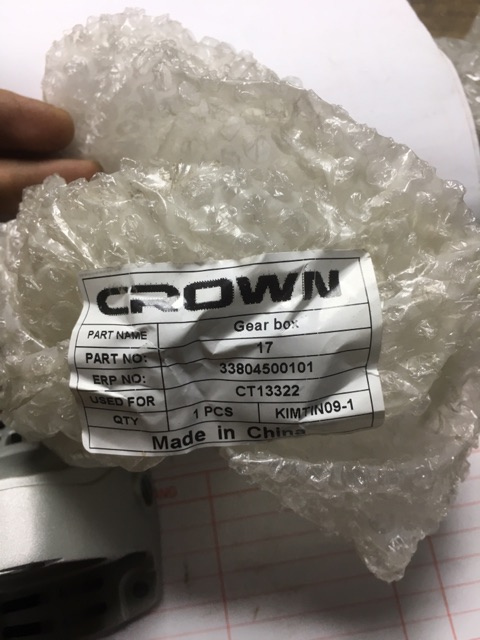 CROWN
PART NAME Gear box
PART NO: 17
ERP NO: 33804500101
USED FOR CT13322
QTY 1 PCS KIMTIN09-1
Made in China